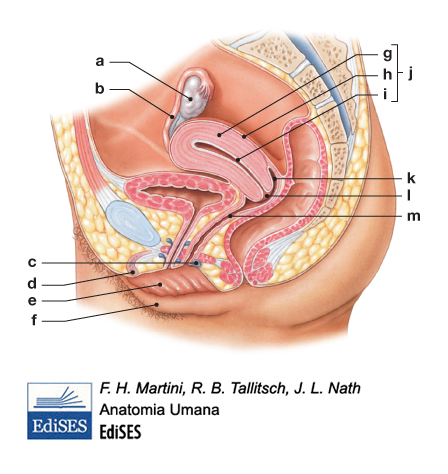 a
b
c
d
e
f
g
h
i
j
k
l
m
F. H. Martini, R. B. Tallitsch, J. L. Nath
Anatomia Umana
EdiSES
EdiSES